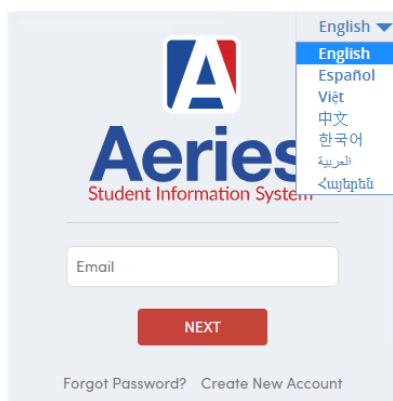 English
English
Español
Việt
中文
한국어
العربية
Հայերեն
A
Aeries
Student Information System
Email
NEXT
Forgot Password? Create New Account